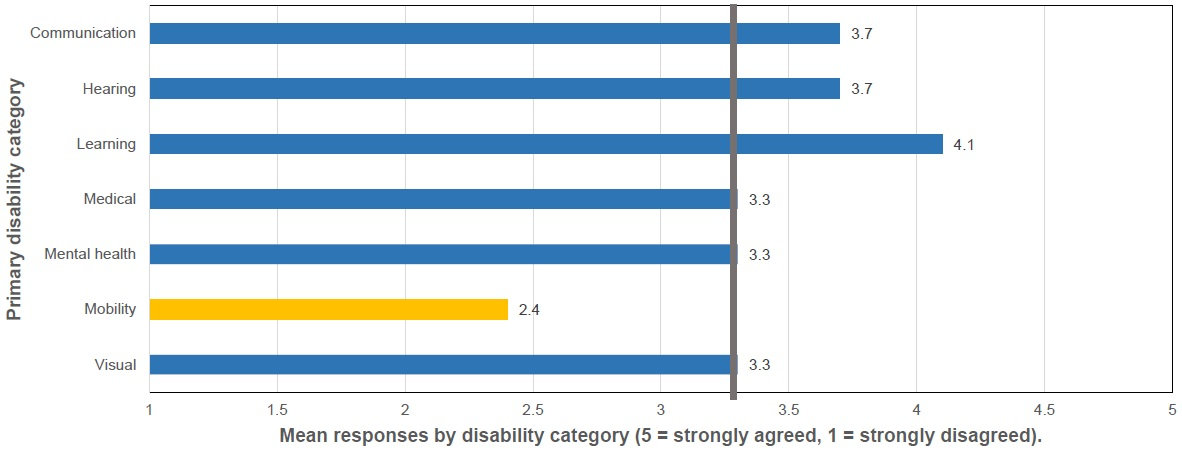 Primary disability category
Communication 3.7
Hearing 3.7
Learning 4.1
Medical 3.3
Mental health 3.3
Mobility 2.4
Visual 3.3
1 1.5 2 2.5 3 3.5 4 4.5 5
Mean responses by disability category (5 = strongly agreed, 1 = strongly disagreed).